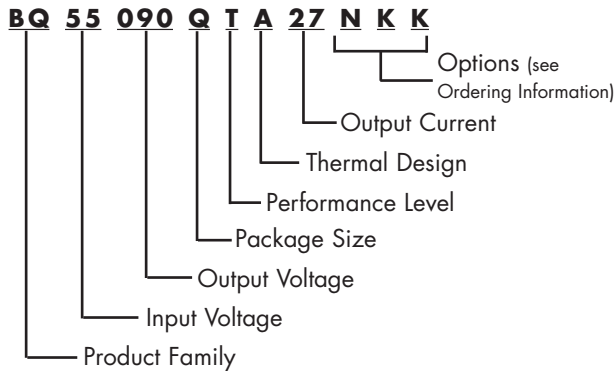 BQ 55 090 Q T A 27 N K K
Options (see
Ordering Information)
Output Current
Thermal Design
Performance Level
Package Size
Output Voltage
Input Voltage
Product Family